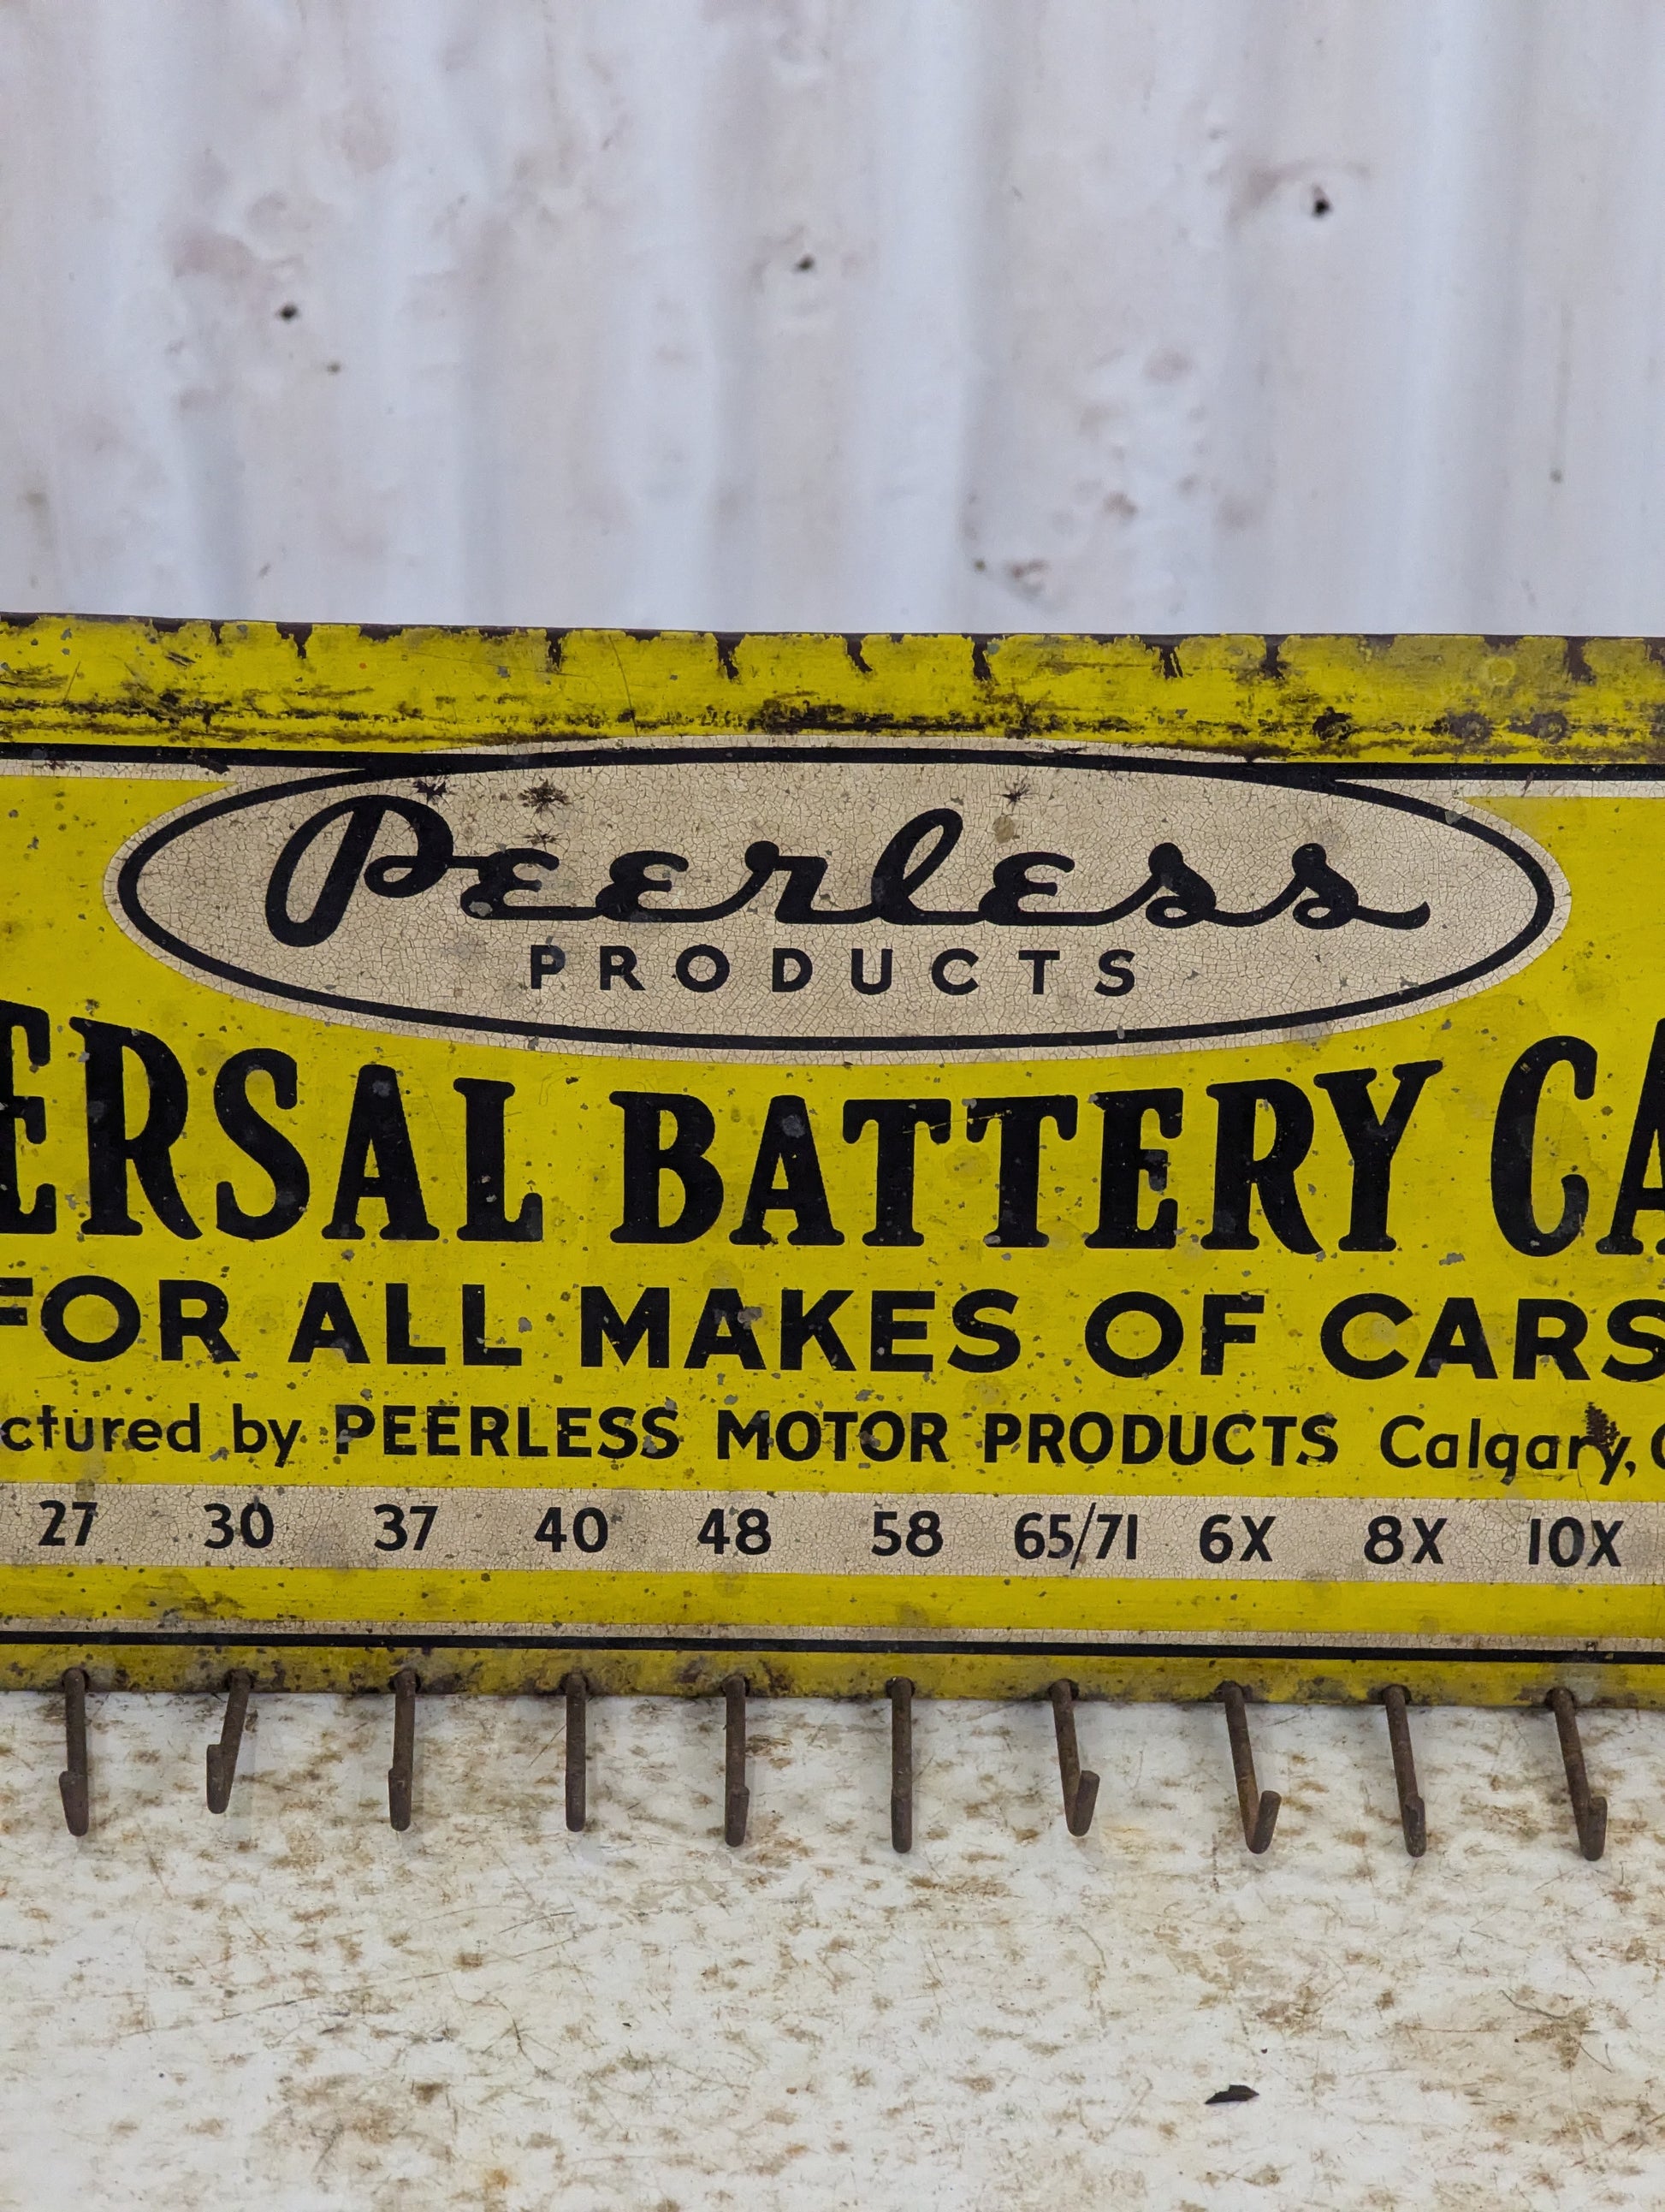 Peerless
PRODUCTS
ERSAL BATTERY CA
FOR ALL MAKES OF CARS
ctured by PEERLESS MOTOR PRODUCTS Calgary, C
27 30 37 40 48 58 65/71 6X 8X 10X